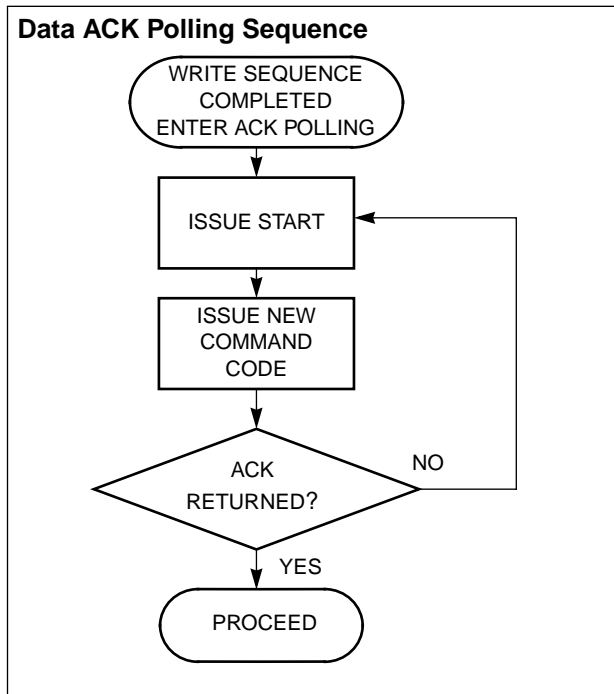 Data ACK Polling Sequence
WRITE SEQUENCE
COMPLETED
ENTER ACK POLLING
ISSUE START
ISSUE NEW
COMMAND
CODE
ACK
RETURNED?
NO
YES
PROCEED